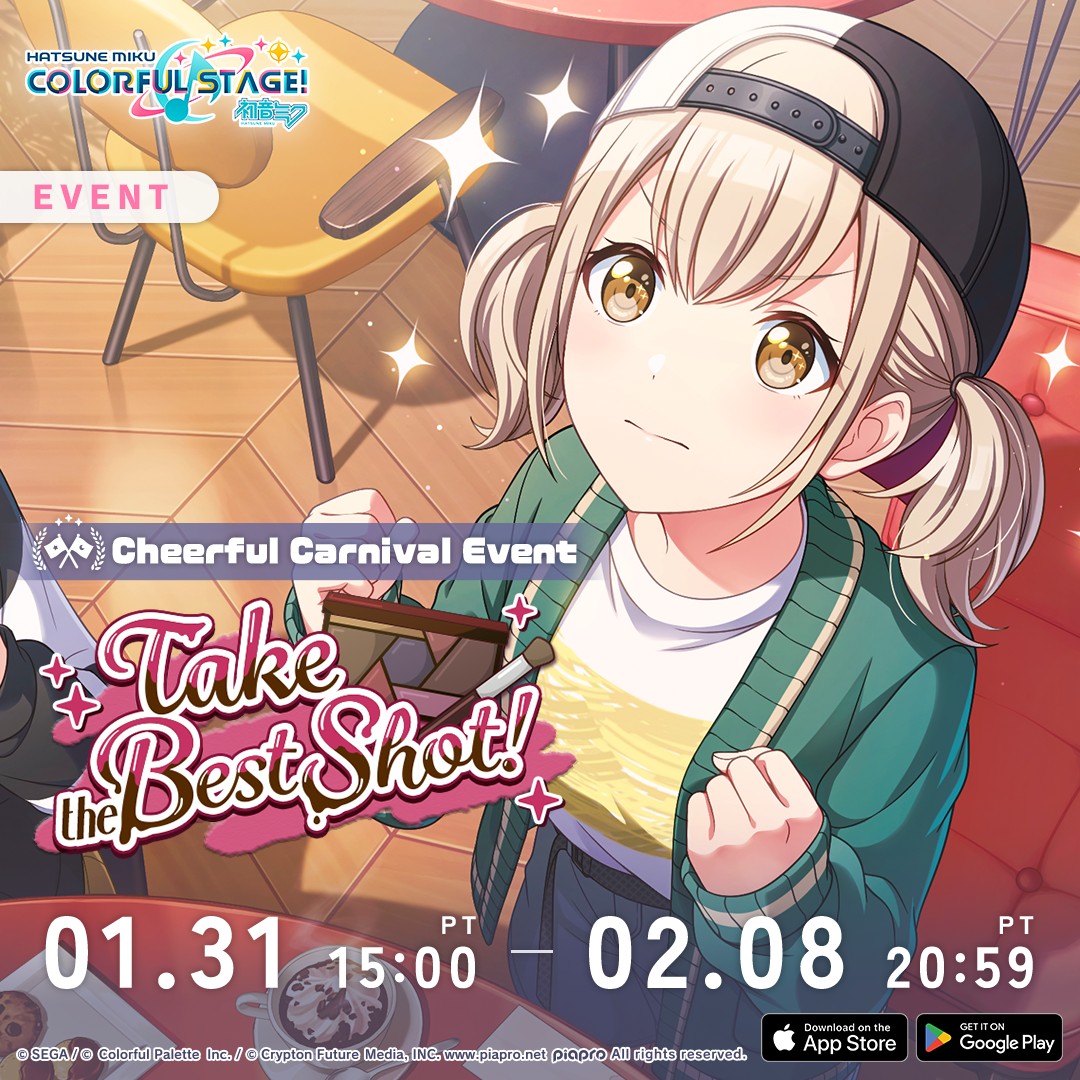 HATSUNE MIKU
COLORFUL STAGE!
初音ミク
HATSUNE MIKU
EVENT
Cheerful Carnival Event
Take
the Best Shot!
01.31 PT 15:00 — 02.08 PT 20:59
Download on the
App Store
GET IT ON
Google Play
© SEGA / © Colorful Palette Inc. / © Crypton Future Media, INC. www.piapro.net piapro All rights reserved.